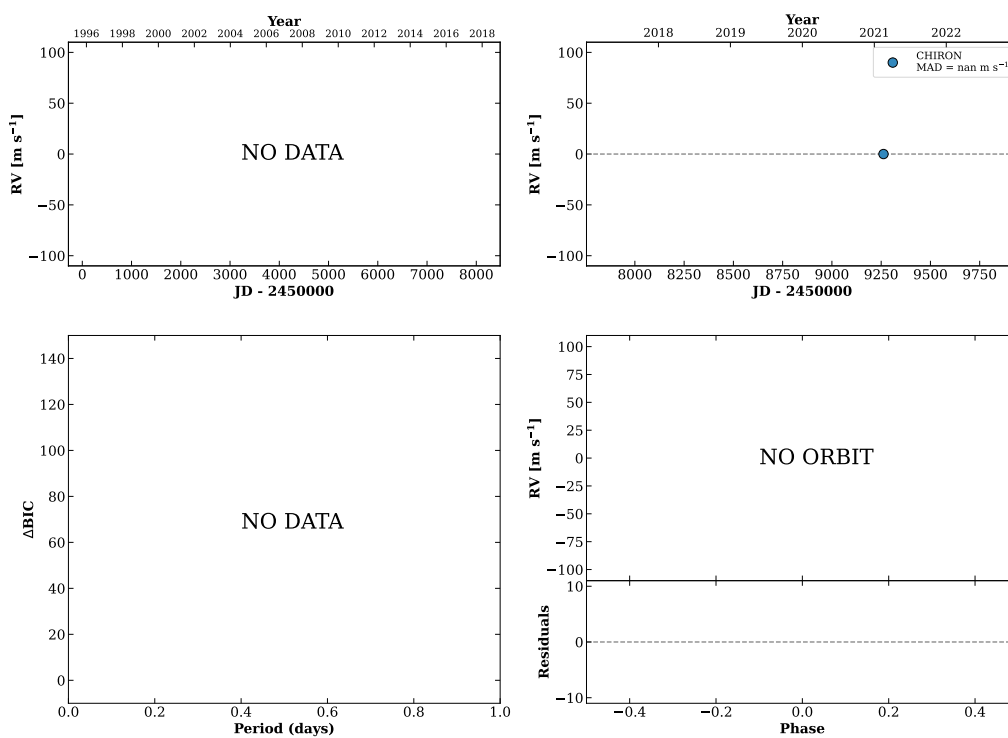 Year
1996 1998 2000 2002 2004 2006 2008 2010 2012 2014 2016 2018
100
50
0
−50
−100
RV [m s⁻¹]
NO DATA
0 1000 2000 3000 4000 5000 6000 7000 8000
JD - 2450000
Year
2018 2019 2020 2021 2022
CHIRON
MAD = nan m s⁻¹
100
50
0
−50
−100
RV [m s⁻¹]
8000 8250 8500 8750 9000 9250 9500 9750
JD - 2450000
140
120
100
80
60
40
20
0
ΔBIC
NO DATA
0.0 0.2 0.4 0.6 0.8 1.0
Period (days)
100
75
50
25
0
−25
−50
−75
−100
RV [m s⁻¹]
NO ORBIT
10
0
−10
Residuals
−0.4 −0.2 0.0 0.2 0.4
Phase